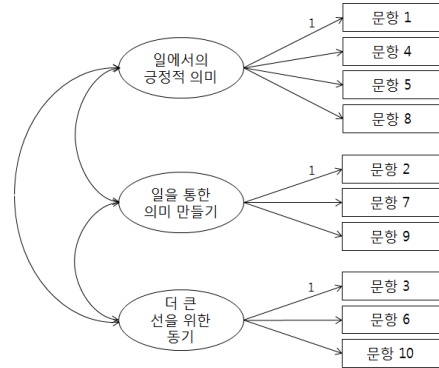 1
문항 1
문항 4
문항 5
문항 8
일에서의
긍정적 의미
1
문항 2
문항 7
문항 9
일을 통한
의미 만들기
1
문항 3
문항 6
문항 10
더 큰
선을 위한
동기